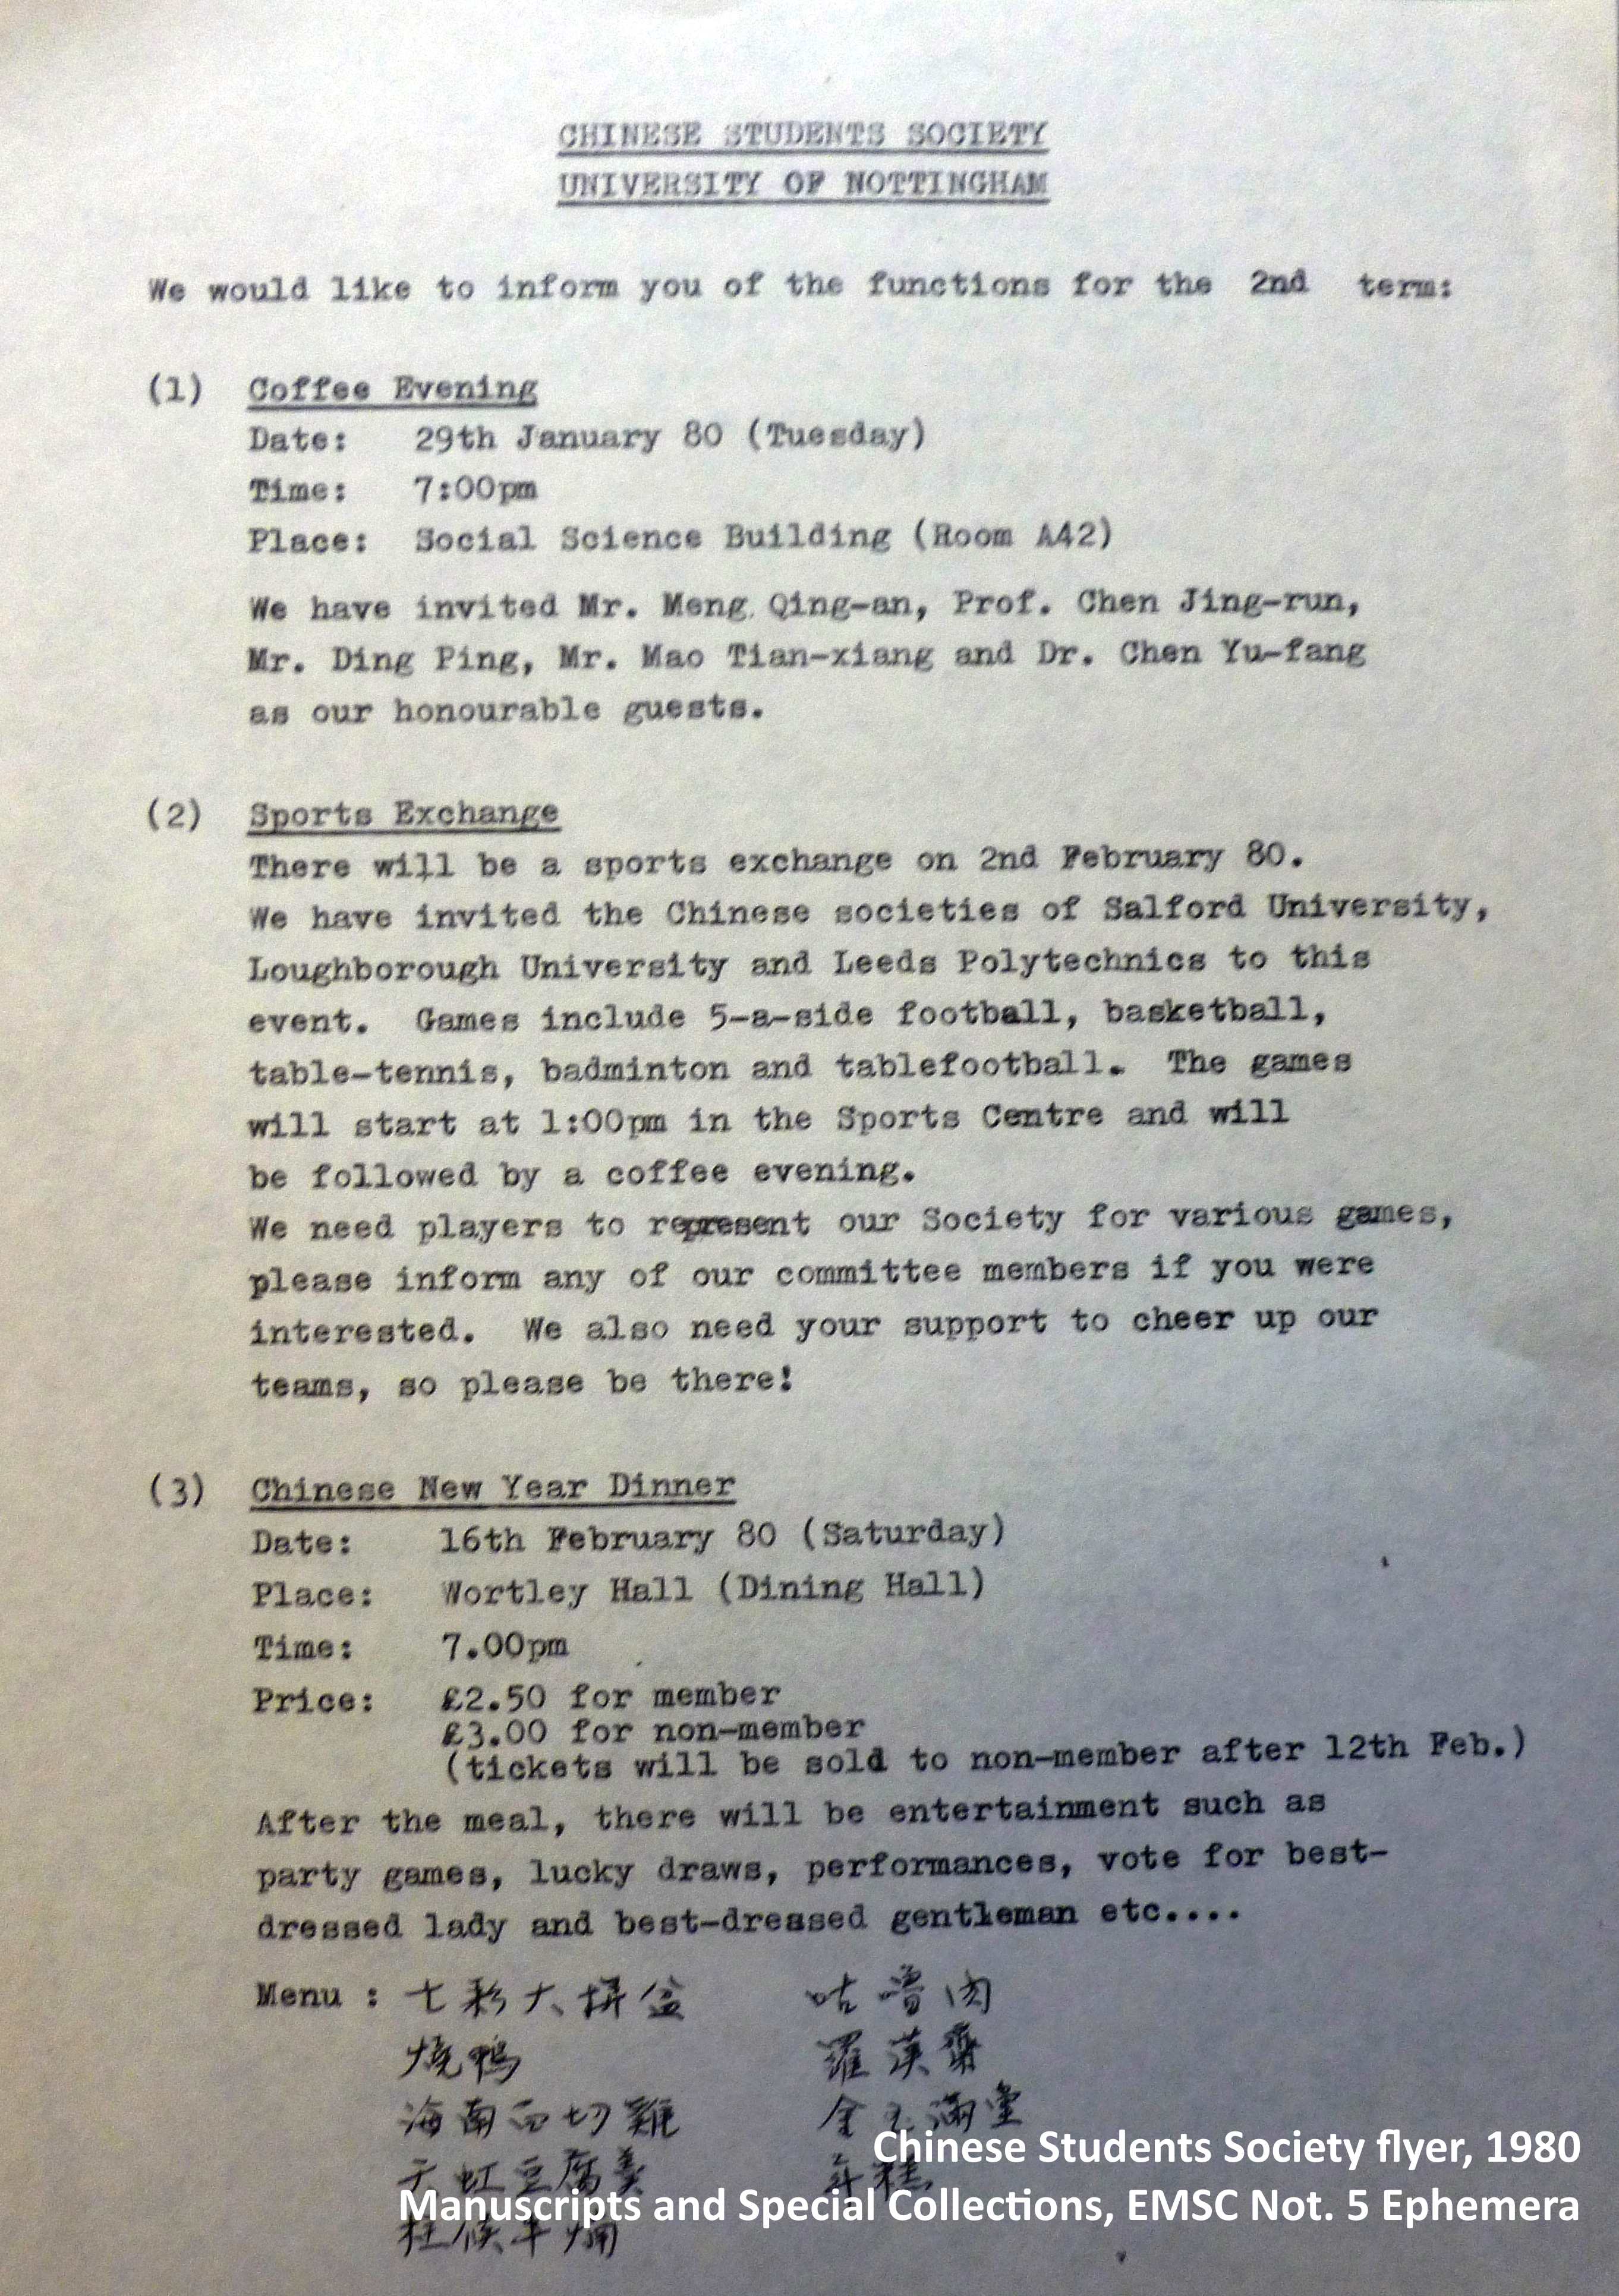 CHINESE STUDENTS SOCIETY
UNIVERSITY OF NOTTINGHAM
We would like to inform you of the functions for the 2nd term:
(1) Coffee Evening
Date: 29th January 80 (Tuesday)
Time: 7:00pm
Place: Social Science Building (Room A42)
We have invited Mr. Meng Qing-an, Prof. Chen Jing-run,
Mr. Ding Ping, Mr. Mao Tian-xiang and Dr. Chen Yu-fang
as our honourable guests.
(2) Sports Exchange
There will be a sports exchange on 2nd February 80.
We have invited the Chinese societies of Salford University,
Loughborough University and Leeds Polytechnics to this
event. Games include 5-a-side football, basketball,
table-tennis, badminton and tablefootball. The games
will start at 1:00pm in the Sports Centre and will
be followed by a coffee evening.
We need players to represent our Society for various games,
please inform any of our committee members if you were
interested. We also need your support to cheer up our
teams, so please be there!
(3) Chinese New Year Dinner
Date: 16th February 80 (Saturday)
Place: Wortley Hall (Dining Hall)
Time: 7.00pm
Price: £2.50 for member
£3.00 for non-member
(tickets will be sold to non-member after 12th Feb.)
After the meal, there will be entertainment such as
party games, lucky draws, performances, vote for best-
dressed lady and best-dressed gentleman etc....
Menu : 七彩大拼盆 咕嚕肉
燒鴨 羅漢齋
海南白切雞 金玉滿堂
豆腐羹 年糕
Chinese Students Society flyer, 1980
Manuscripts and Special Collections, EMSC Not. 5 Ephemera